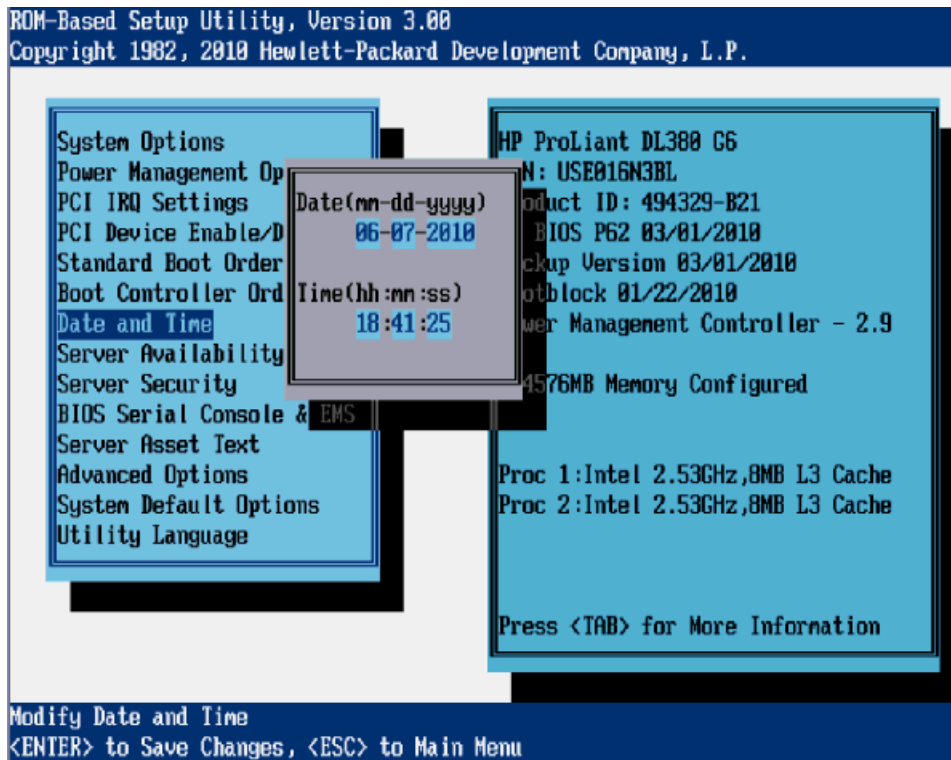 ROM-Based Setup Utility, Version 3.00
Copyright 1982, 2010 Hewlett-Packard Development Company, L.P.
System Options
Power Management Op
PCI IRQ Settings
PCI Device Enable/D
Standard Boot Order
Boot Controller Ord
Date and Time
Server Availability
Server Security
BIOS Serial Console & EMS
Server Asset Text
Advanced Options
System Default Options
Utility Language
Date(mm-dd-yyyy)
06-07-2010
Time(hh:mm:ss)
18:41:25
HP ProLiant DL380 G6
N: USE016N3BL
oduct ID: 494329-B21
BIOS P62 03/01/2010
ckup Version 03/01/2010
otblock 01/22/2010
wer Management Controller - 2.9
4576MB Memory Configured
Proc 1:Intel 2.53GHz,8MB L3 Cache
Proc 2:Intel 2.53GHz,8MB L3 Cache
Press <TAB> for More Information
Modify Date and Time
<ENTER> to Save Changes, <ESC> to Main Menu